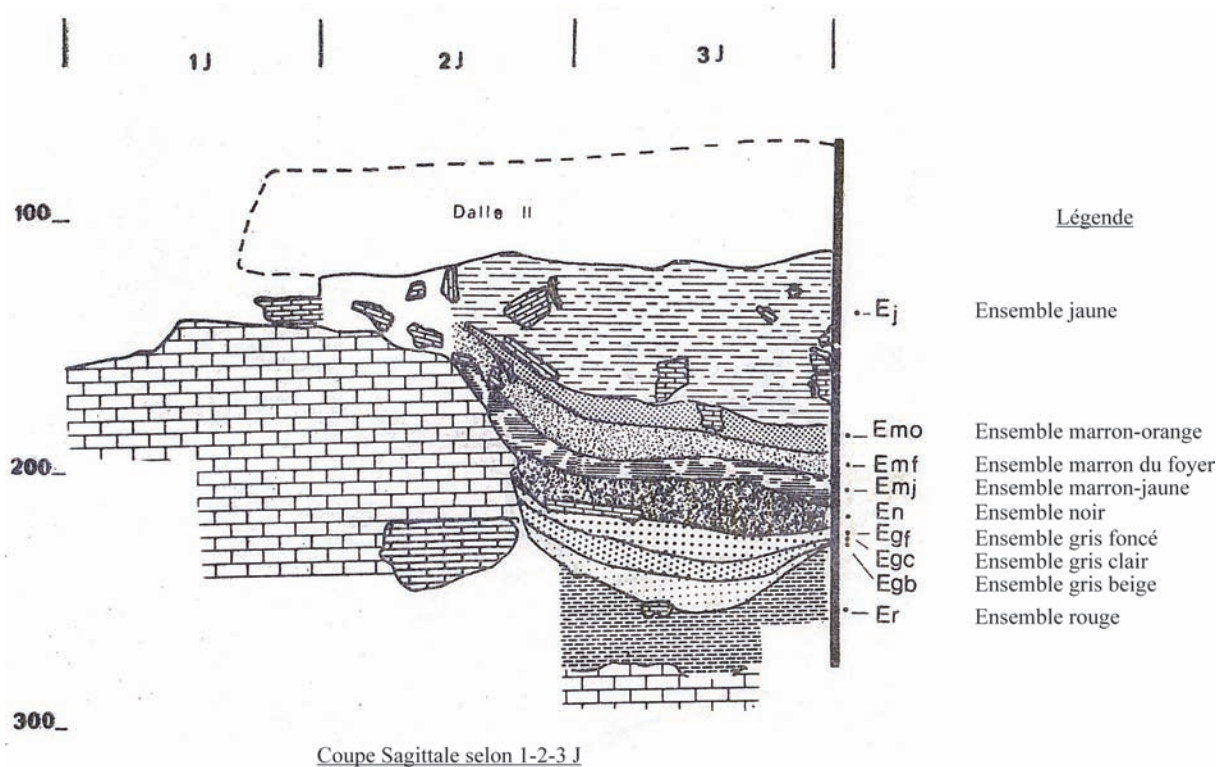 1J 2J 3J
100_
Dalle II
Légende
Ej Ensemble jaune
Emo Ensemble marron-orange
200_
Emf Ensemble marron du foyer
Emj Ensemble marron-jaune
En Ensemble noir
Egf Ensemble gris foncé
Egc Ensemble gris clair
Egb Ensemble gris beige
Er Ensemble rouge
300_
Coupe Sagittale selon 1-2-3 J